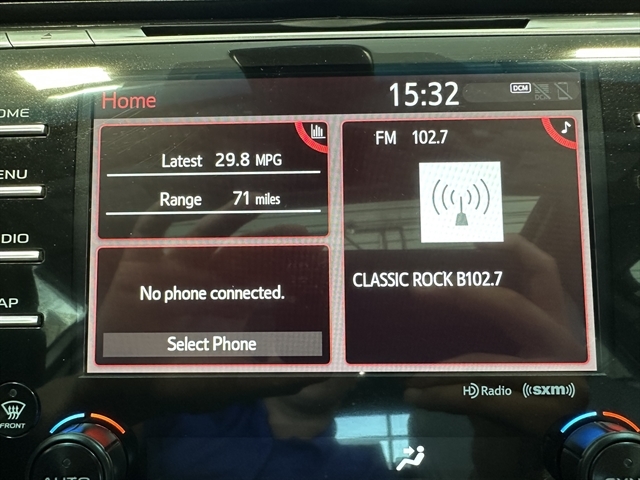 Home
15:32
DCM
Latest 29.8 MPG
Range 71 miles
No phone connected.
Select Phone
FM 102.7
CLASSIC ROCK B102.7
HD Radio
((sxm))
FRONT
AUTO
OME
ENU
DIO
AP